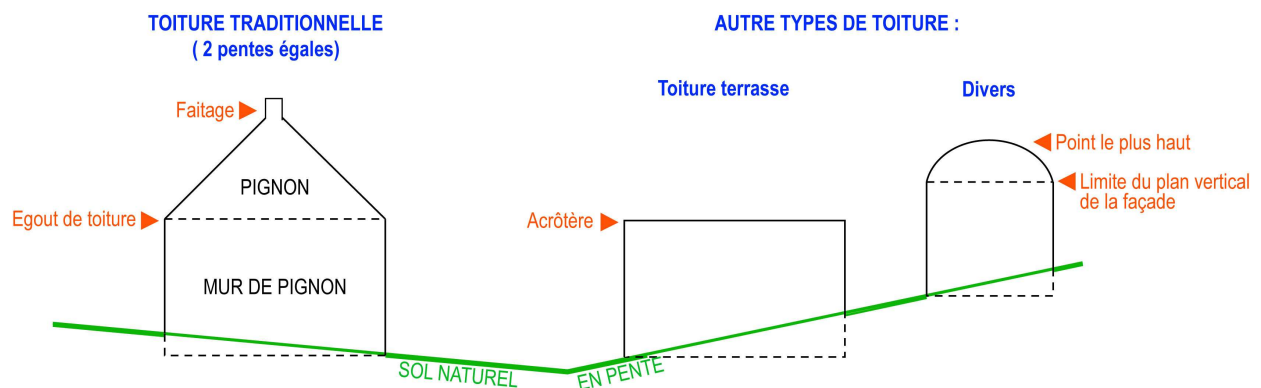 TOITURE TRADITIONNELLE
( 2 pentes égales)
AUTRE TYPES DE TOITURE :
Toiture terrasse
Divers
Faitage
Point le plus haut
PIGNON
Limite du plan vertical
de la façade
Egout de toiture
Acrôtère
MUR DE PIGNON
SOL NATUREL
EN PENTE